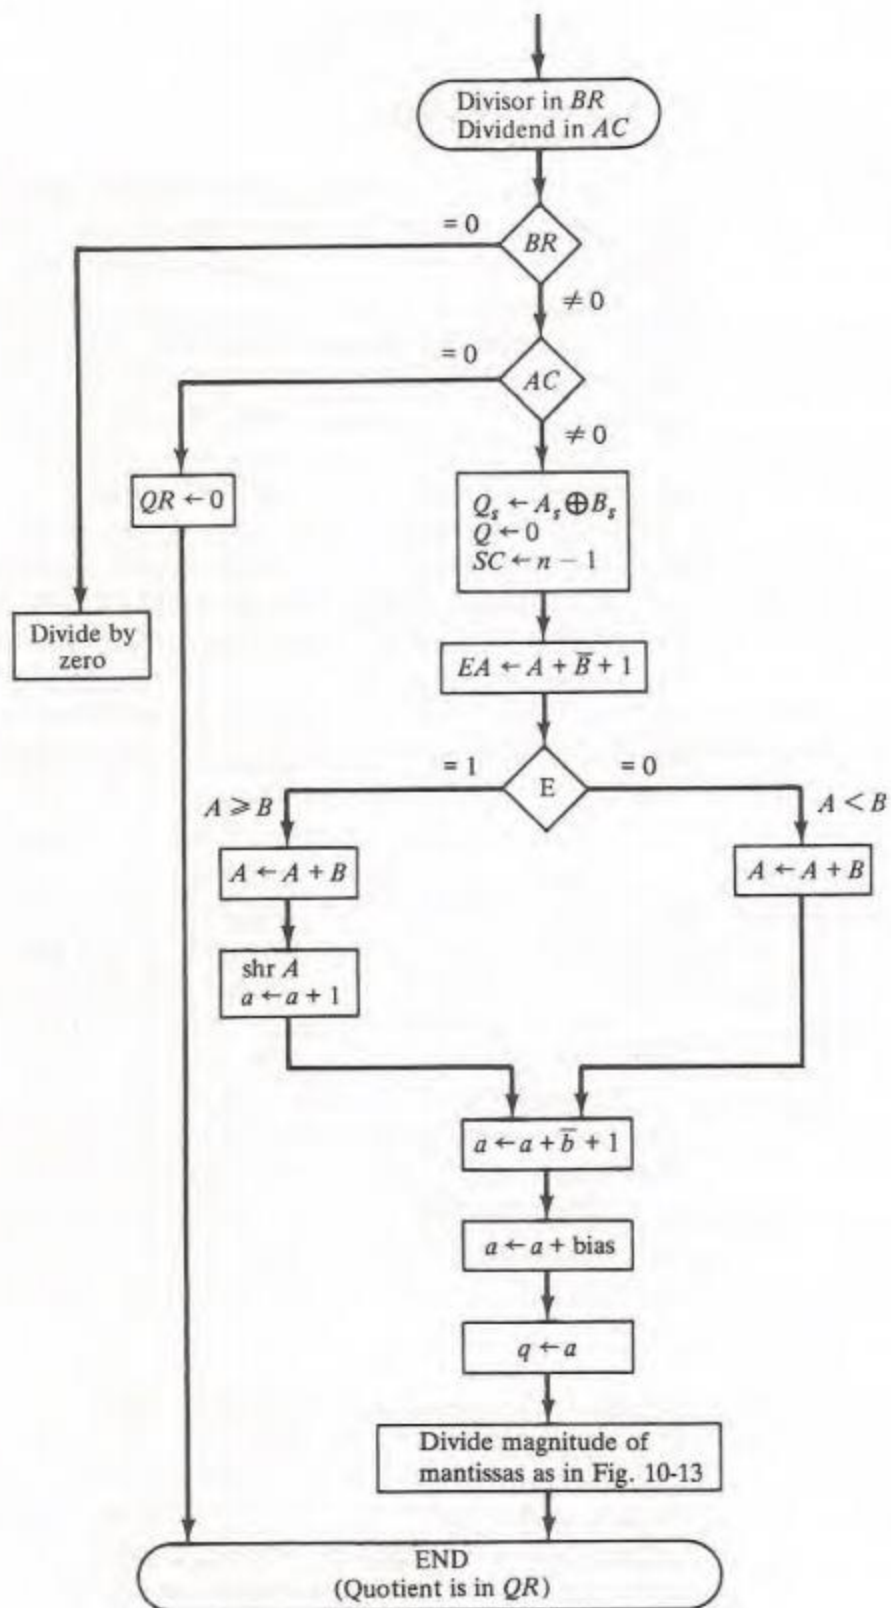 Divisor in BR
Dividend in AC
= 0
BR
≠ 0
= 0
AC
≠ 0
QR ← 0
Qₛ ← Aₛ ⊕ Bₛ
Q ← 0
SC ← n − 1
Divide by
zero
EA ← A + B̅ + 1
= 1
E
= 0
A ⩾ B
A < B
A ← A + B
A ← A + B
shr A
a ← a + 1
a ← a + b̅ + 1
a ← a + bias
q ← a
Divide magnitude of
mantissas as in Fig. 10-13
END
(Quotient is in QR)